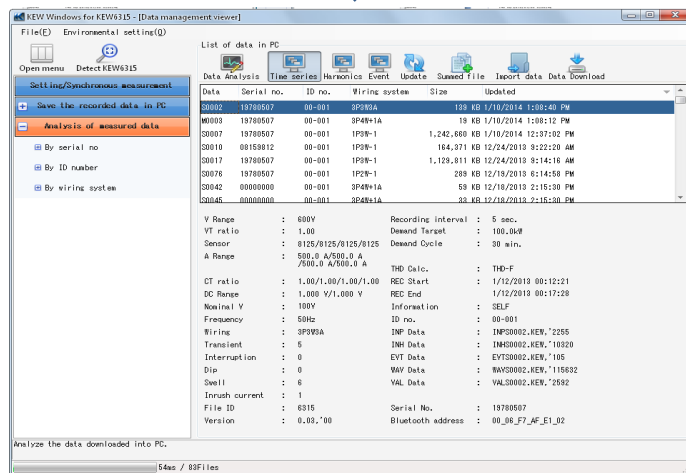 KEW Windows for KEW6315 - [Data management viewer]
File(F) Environmental setting(O)
Open menu Detect KEW6315
Setting/Synchronous measurement
Save the recorded data in PC
Analysis of measured data
By serial no
By ID number
By wiring system
List of data in PC
Data Analysis Time series Harmonics Event Update Summed file Import data Data Download
Data Serial no. ID no. Wiring system Size Updated
S0002 19780507 00-001 3P3W3A 139 KB 1/10/2014 1:08:40 PM
M0003 19780507 00-001 3P4W+1A 19 KB 1/10/2014 1:08:12 PM
S0007 19780507 00-001 1P3W-1 1,242,660 KB 1/10/2014 12:37:02 PM
S0010 08159812 00-001 1P3W-1 164,371 KB 12/24/2013 9:22:20 AM
S0017 19780507 00-001 1P3W-1 1,129,811 KB 12/24/2013 9:14:16 AM
S0076 19780507 00-001 1P2W-1 289 KB 12/19/2013 6:14:58 PM
S0042 00000000 00-001 3P4W+1A 59 KB 12/18/2013 2:15:30 PM
S0045 00000000 00-001 3P4W+1A 33 KB 12/18/2013 2:15:30 PM
V Range : 600V Recording interval : 5 sec.
VT ratio : 1.00 Demand Target : 100.0kW
Sensor : 8125/8125/8125/8125 Demand Cycle : 30 min.
A Range : 500.0 A/500.0 A
/500.0 A/500.0 A THD Calc. : THD-F
CT ratio : 1.00/1.00/1.00/1.00 REC Start : 1/12/2013 00:12:21
DC Range : 1.000 V/1.000 V REC End 1/12/2013 00:17:28
Nominal V : 100V Information : SELF
Frequency : 50Hz ID no. : 00-001
Wiring : 3P3W3A INP Data : INPS0002.KEW,"2255
Transient : 5 INH Data : INHS0002.KEW,"10320
Interruption : 0 EVT Data : EVTS0002.KEW,"105
Dip : 0 WAV Data : WAVS0002.KEW,"115632
Swell : 6 VAL Data : VALS0002.KEW,"2592
Inrush current : 1
File ID : 6315 Serial No. : 19780507
Version : 0.03,"00 Bluetooth address : 00_06_F7_AF_E1_02
Analyze the data downloaded into PC.
54ms / 83Files